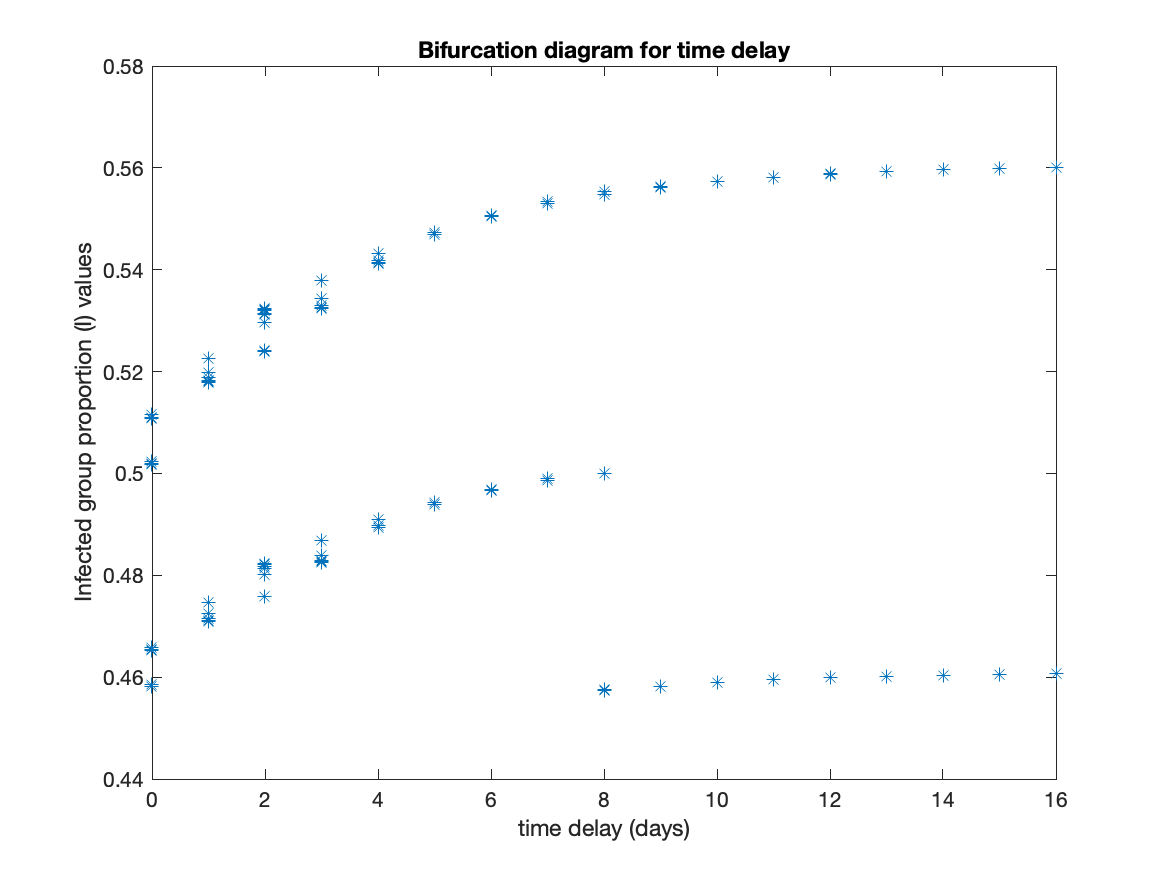 Bifurcation diagram for time delay
0.58
0.56
0.54
0.52
0.5
0.48
0.46
0.44
Infected group proportion (I) values
0 2 4 6 8 10 12 14 16
time delay (days)